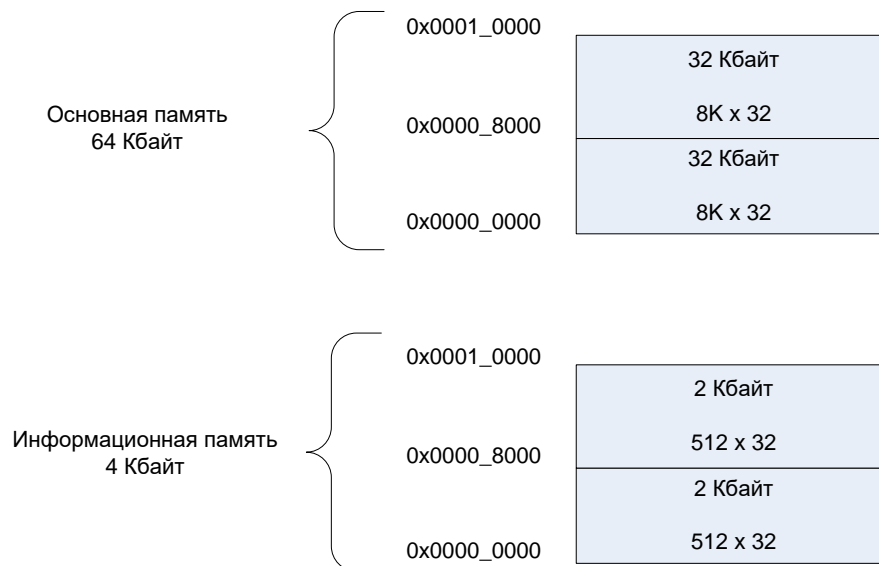 Основная память
64 Кбайт
0x0001_0000
0x0000_8000
0x0000_0000
32 Кбайт
8K x 32
32 Кбайт
8K x 32
Информационная память
4 Кбайт
0x0001_0000
0x0000_8000
0x0000_0000
2 Кбайт
512 x 32
2 Кбайт
512 x 32